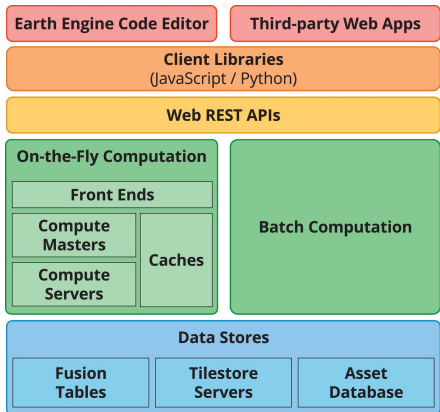 Earth Engine Code Editor
Third-party Web Apps
Client Libraries
(JavaScript / Python)
Web REST APIs
On-the-Fly Computation
Front Ends
Compute
Masters
Compute
Servers
Caches
Batch Computation
Data Stores
Fusion
Tables
Tilestore
Servers
Asset
Database